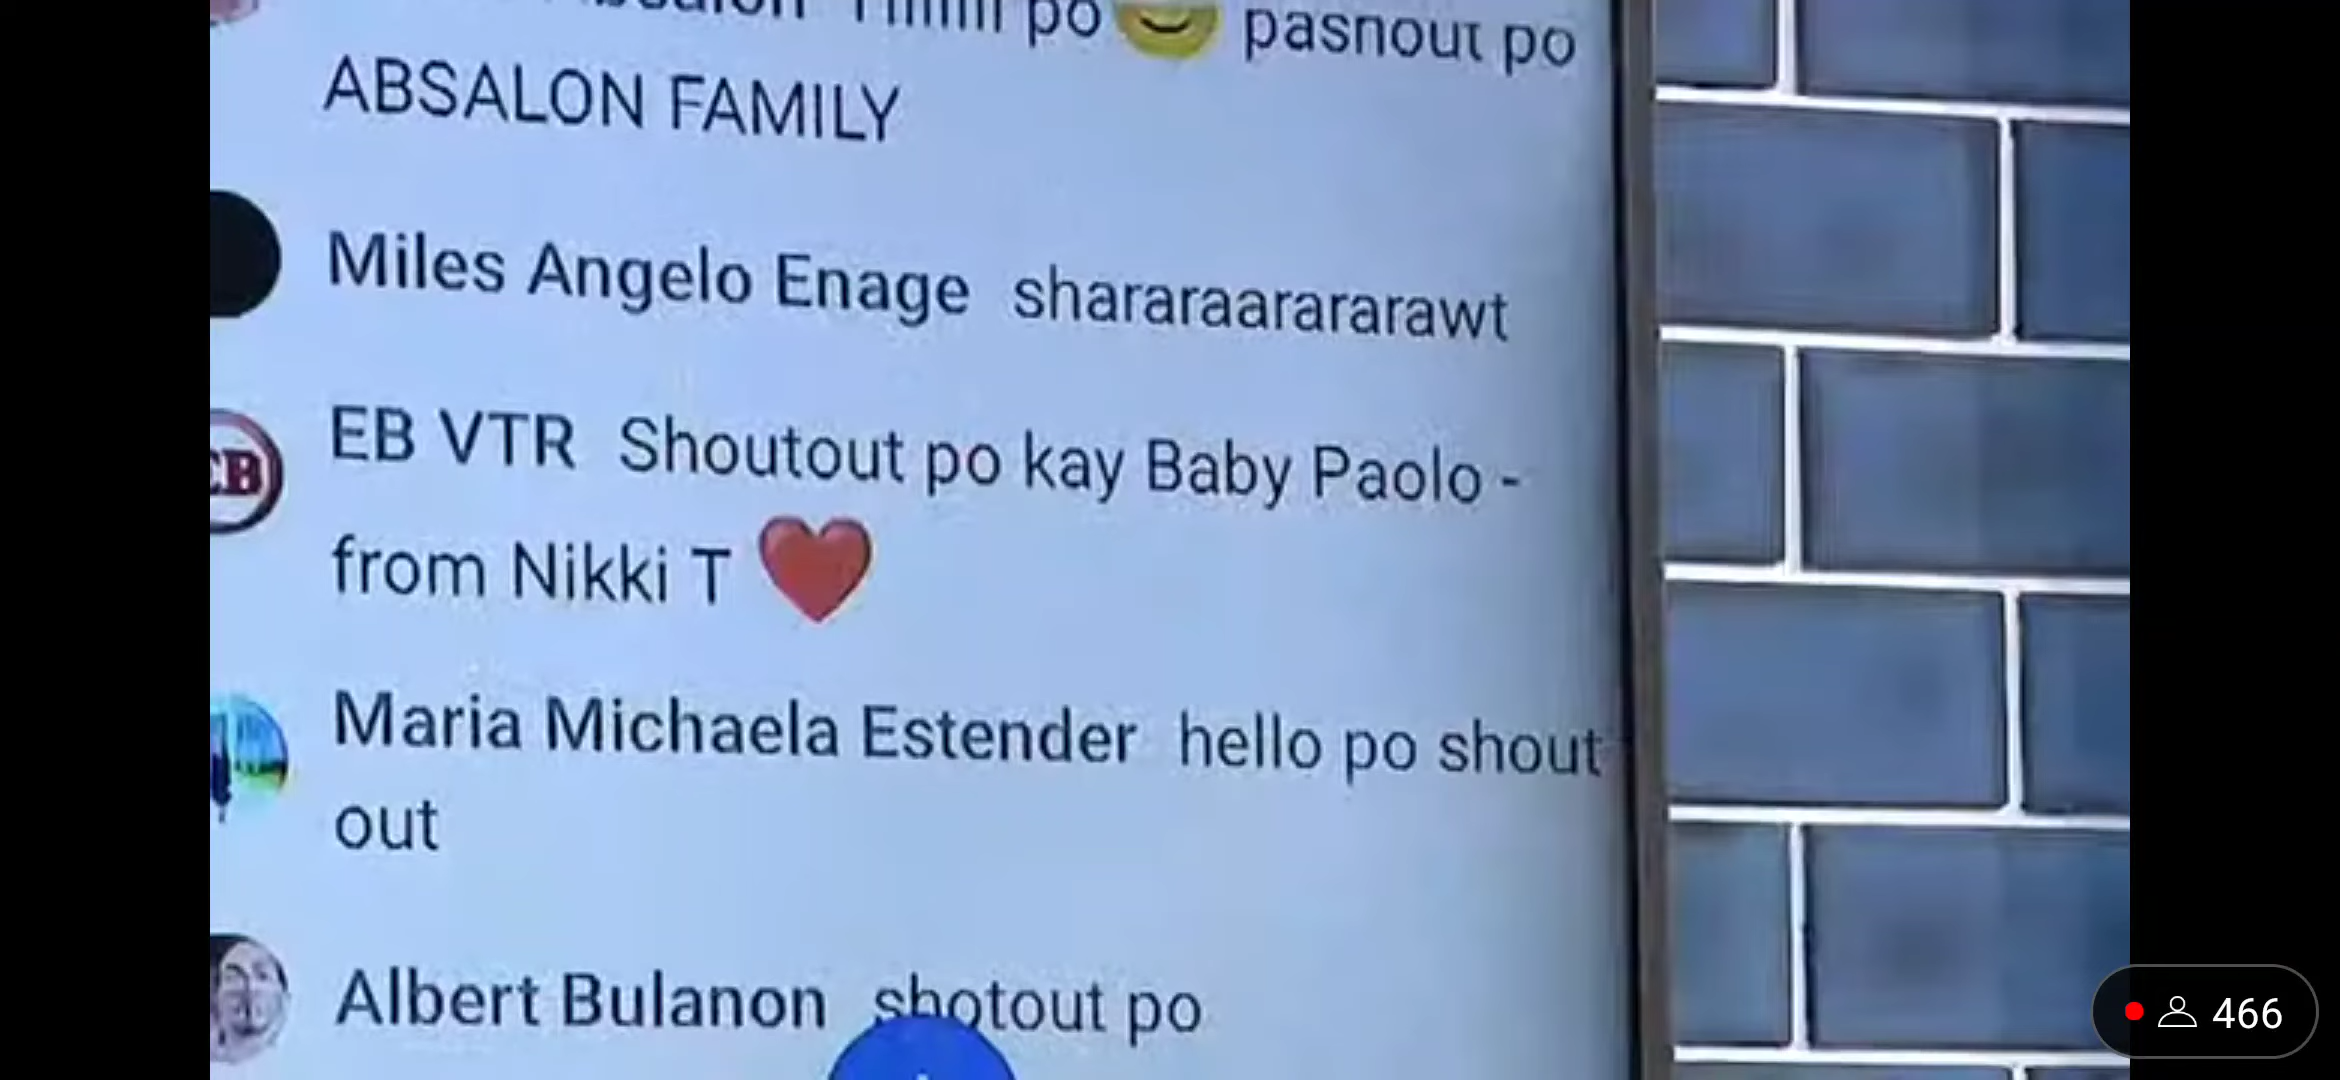 po 😊 pashout po
ABSALON FAMILY
Miles Angelo Enage shararaarararawt
EB VTR Shoutout po kay Baby Paolo -
from Nikki T ❤️
Maria Michaela Estender hello po shout
out
Albert Bulanon shotout po
466